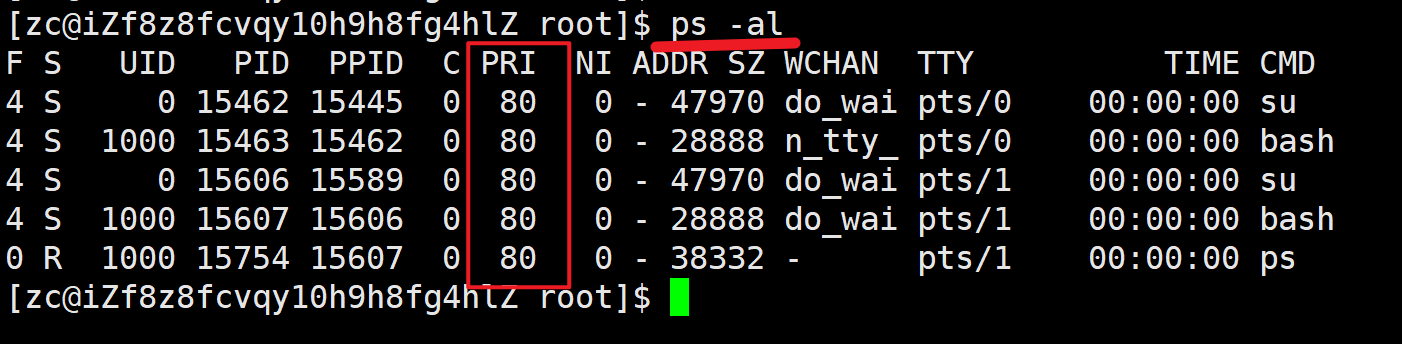 [zc@iZf8z8fcvqy10h9h8fg4hlZ root]$ ps -al
F S   UID   PID  PPID  C PRI  NI ADDR SZ WCHAN  TTY          TIME CMD
4 S     0 15462 15445  0  80   0 - 47970 do_wai pts/0    00:00:00 su
4 S  1000 15463 15462  0  80   0 - 28888 n_tty_ pts/0    00:00:00 bash
4 S     0 15606 15589  0  80   0 - 47970 do_wai pts/1    00:00:00 su
4 S  1000 15607 15606  0  80   0 - 28888 do_wai pts/1    00:00:00 bash
0 R  1000 15754 15607  0  80   0 - 38332 -      pts/1    00:00:00 ps
[zc@iZf8z8fcvqy10h9h8fg4hlZ root]$